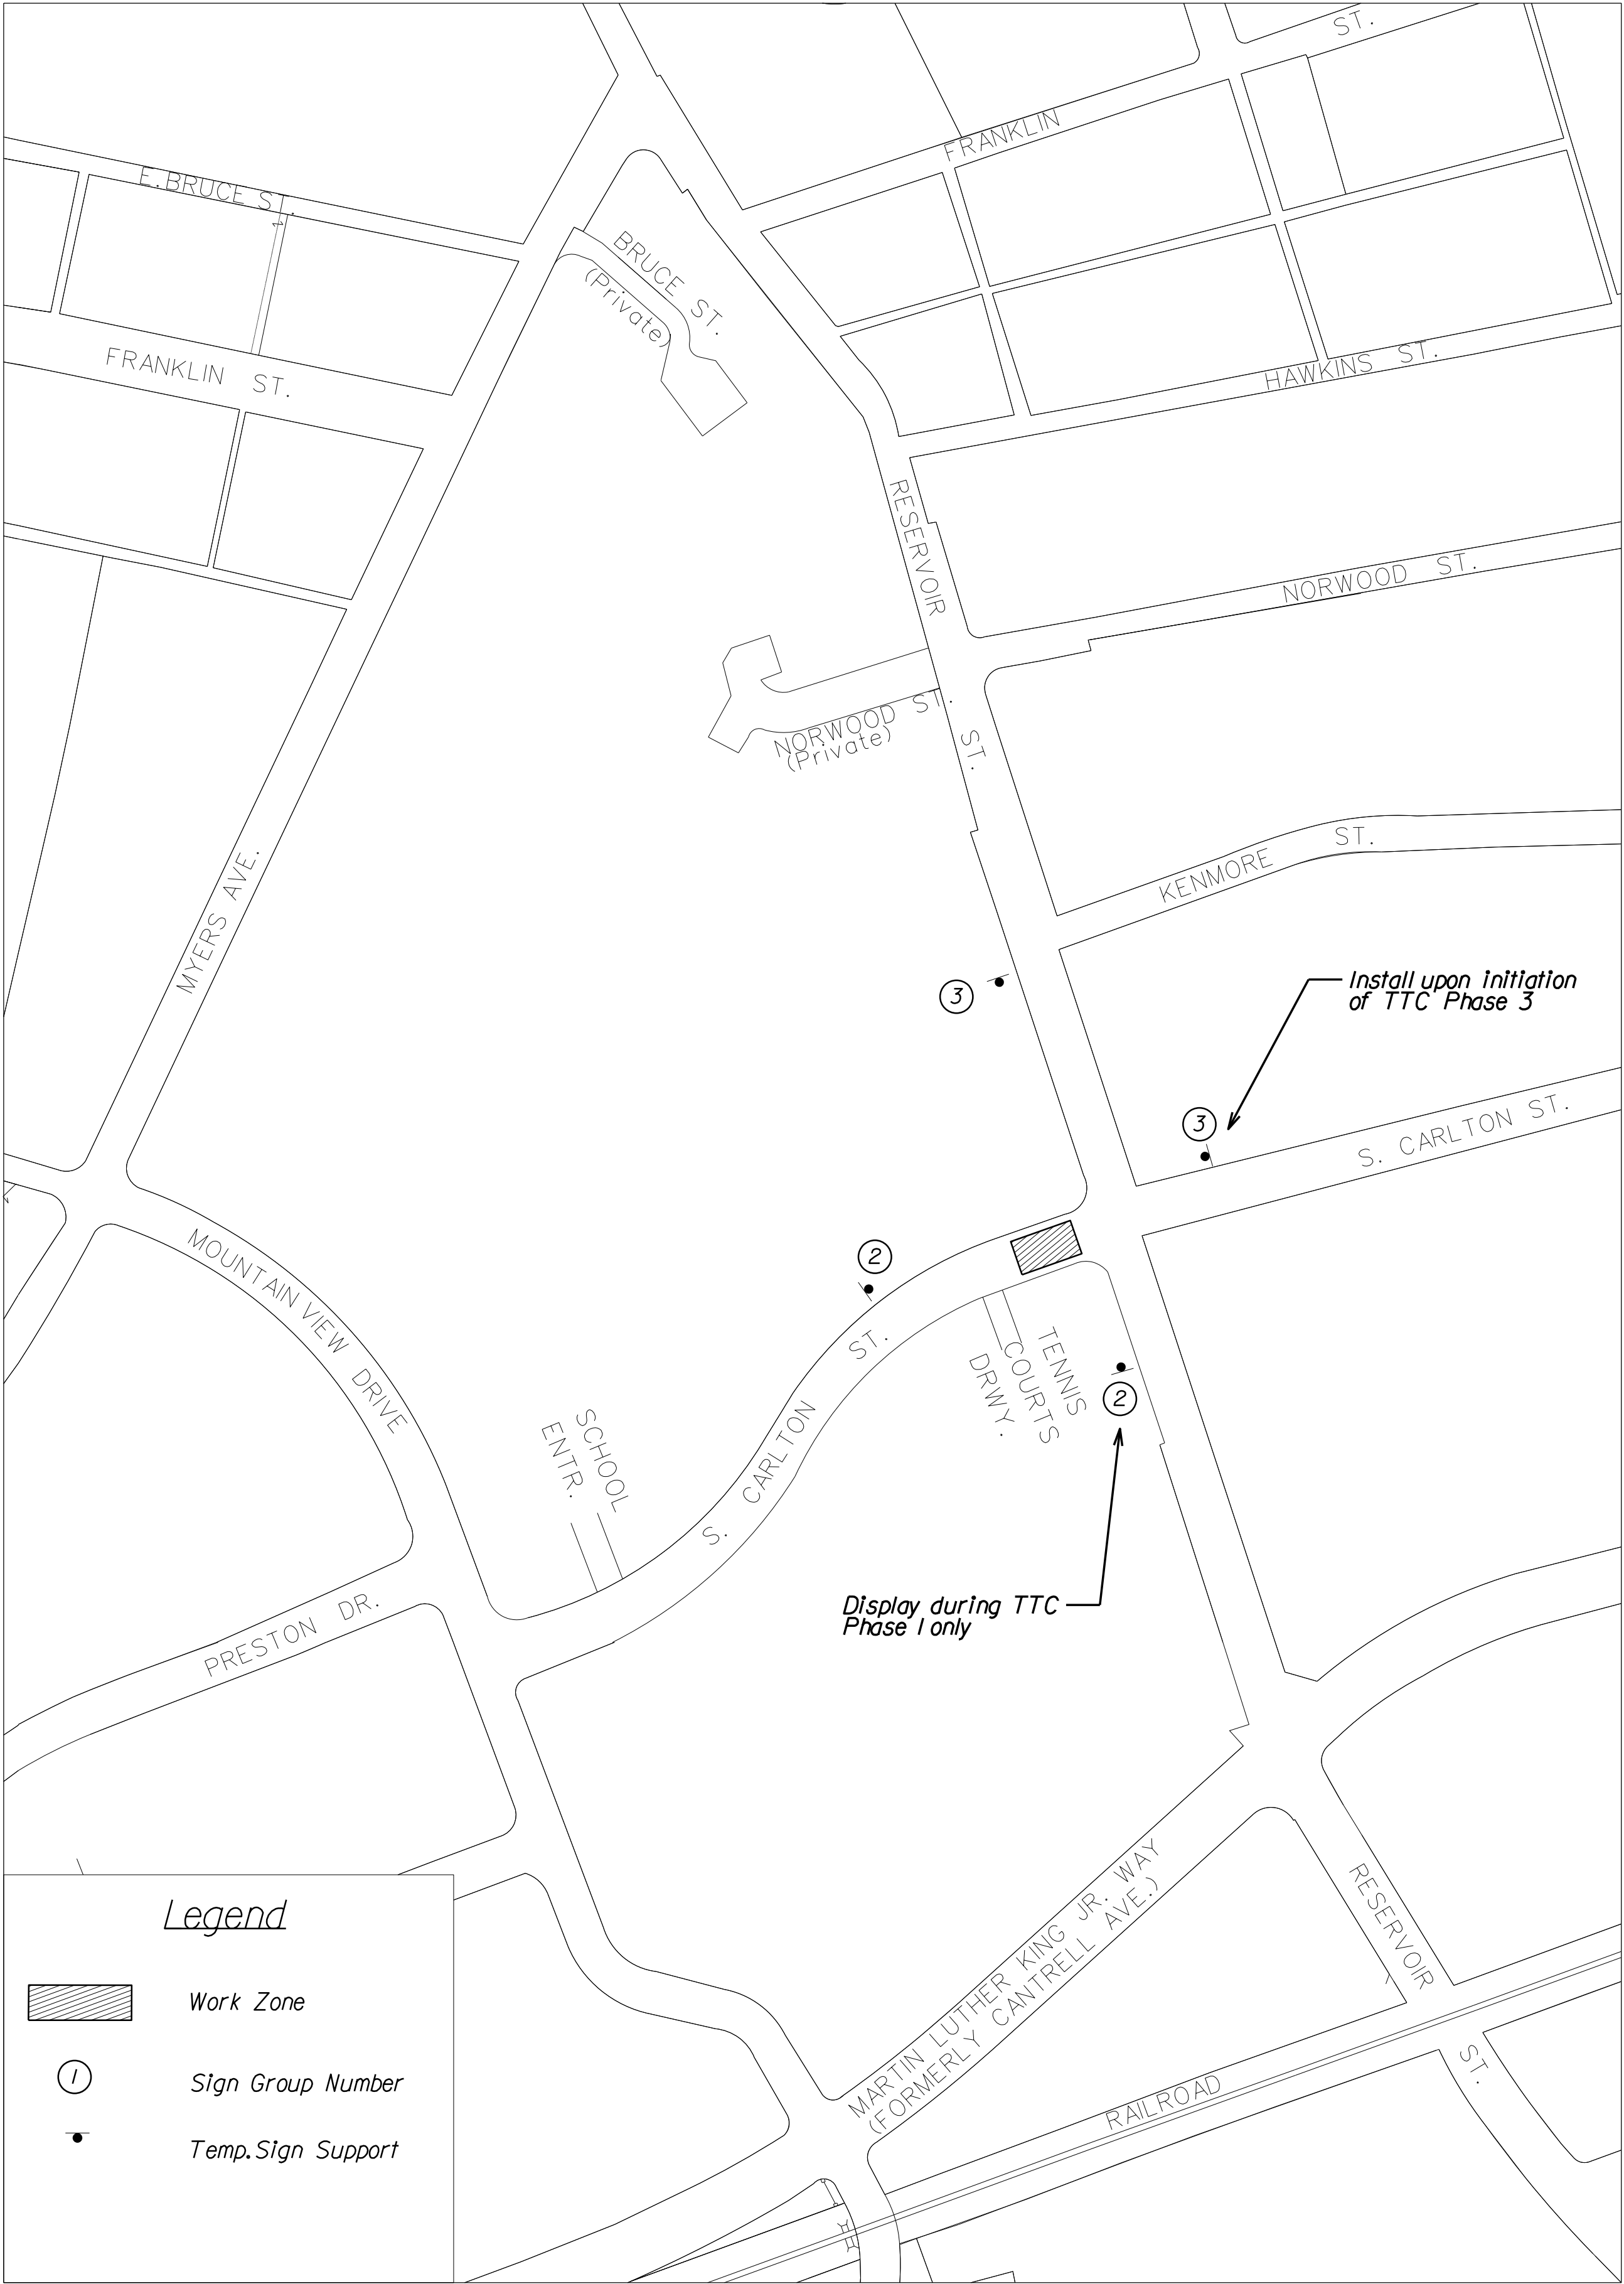 ST.
FRANKLIN
E. BRUCE ST.
BRUCE ST.
(Private)
FRANKLIN ST.
HAWKINS ST.
RESERVOIR
NORWOOD ST.
NORWOOD ST.
(Private)
ST.
KENMORE ST.
MYERS AVE.
3
Install upon initiation
of TTC Phase 3
3
S. CARLTON ST.
2
MOUNTAIN VIEW DRIVE
TENNIS
COURTS
DRWY.
2
S. CARLTON ST.
SCHOOL
ENTR.
Display during TTC
Phase 1 only
PRESTON DR.
MARTIN LUTHER KING JR. WAY
(FORMERLY CANTRELL AVE.)
RESERVOIR
ST.
RAILROAD
Legend
Work Zone
1
Sign Group Number
Temp. Sign Support